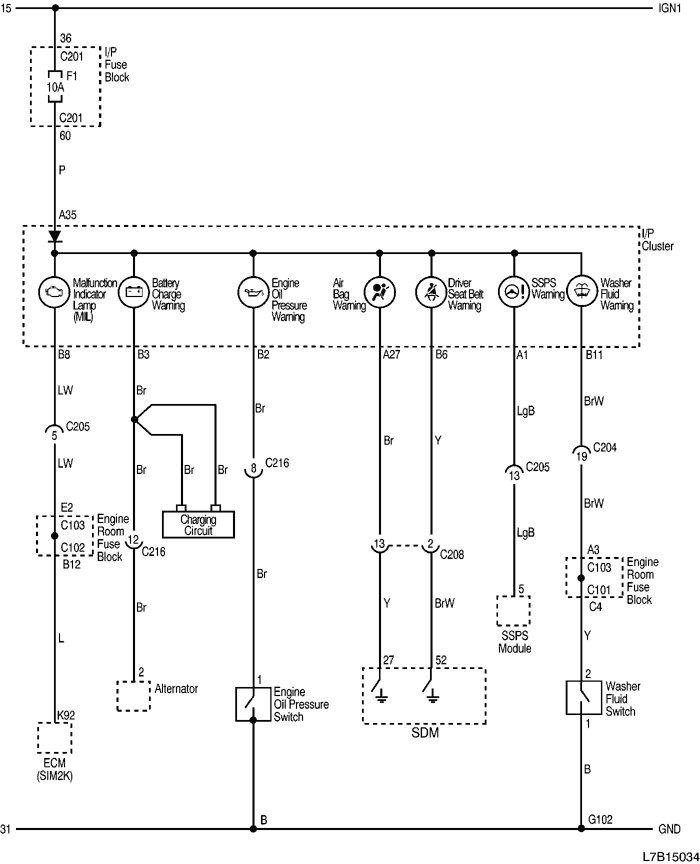 15
IGN1
36
C201
I/P
Fuse
Block
F1
10A
C201
60
P
A35
I/P
Cluster
Malfunction
Indicator
Lamp
(MIL)
Battery
Charge
Warning
Engine
Oil
Pressure
Warning
Air
Bag
Warning
Driver
Seat Belt
Warning
SSPS
Warning
Washer
Fluid
Warning
B8
B3
B2
A27
B6
A1
B11
LW
Br
Br
Br
Y
LgB
BrW
5
C205
8
C216
13
C205
19
C204
LW
Br
Br
Br
LgB
BrW
Charging
Circuit
E2
C103
C102
B12
Engine
Room
Fuse
Block
12
C216
13
2
C208
A3
C103
C101
C4
Engine
Room
Fuse
Block
Br
Br
Y
BrW
5
SSPS
Module
L
Y
2
Alternator
1
Engine
Oil Pressure
Switch
27
52
SDM
2
Washer
Fluid
Switch
1
K92
ECM
(SIM2K)
B
B
G102
31
GND
L7B15034